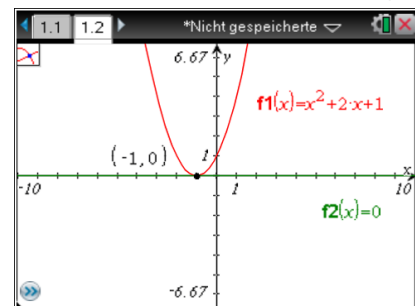 1.1 1.2 *Nicht gespeicherte
6.67 y
f1(x)=x²+2·x+1
(-1,0) 1
x
-10 1 10
f2(x)=0
-6.67